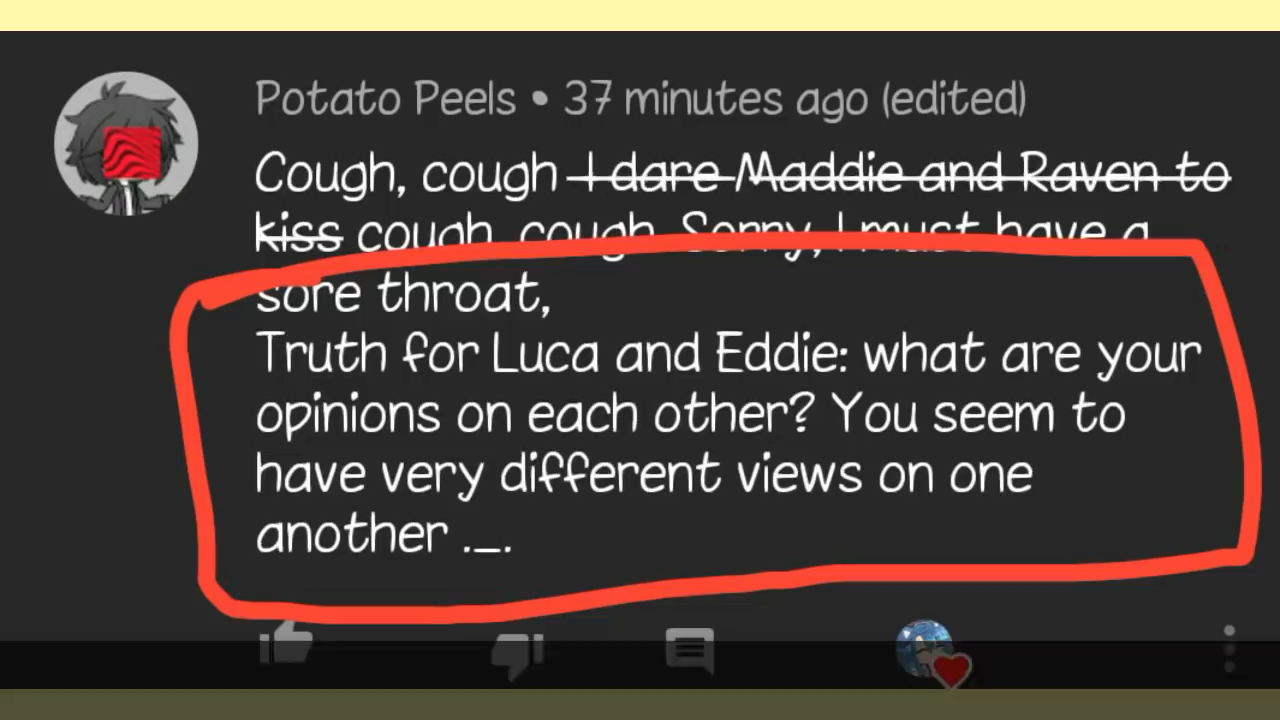 Potato Peels • 37 minutes ago (edited)
Cough, cough I dare Maddie and Raven to
kiss cough, cough. Sorry, I must have a
sore throat,
Truth for Luca and Eddie: what are your
opinions on each other? You seem to
have very different views on one
another ._.